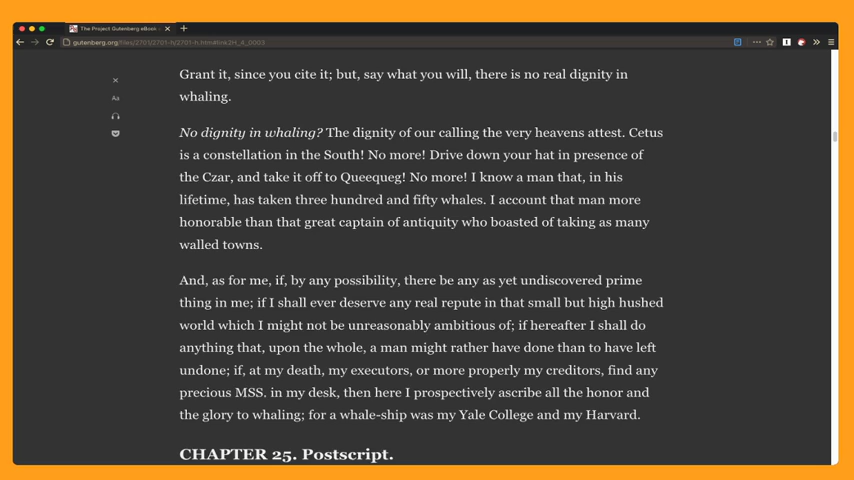 The Project Gutenberg eBook
gutenberg.org/files/2701/2701-h/2701-h.htm#link2H_4_0003
Aa
Grant it, since you cite it; but, say what you will, there is no real dignity in
whaling.
No dignity in whaling? The dignity of our calling the very heavens attest. Cetus
is a constellation in the South! No more! Drive down your hat in presence of
the Czar, and take it off to Queequeg! No more! I know a man that, in his
lifetime, has taken three hundred and fifty whales. I account that man more
honorable than that great captain of antiquity who boasted of taking as many
walled towns.
And, as for me, if, by any possibility, there be any as yet undiscovered prime
thing in me; if I shall ever deserve any real repute in that small but high hushed
world which I might not be unreasonably ambitious of; if hereafter I shall do
anything that, upon the whole, a man might rather have done than to have left
undone; if, at my death, my executors, or more properly my creditors, find any
precious MSS. in my desk, then here I prospectively ascribe all the honor and
the glory to whaling; for a whale-ship was my Yale College and my Harvard.
CHAPTER 25. Postscript.